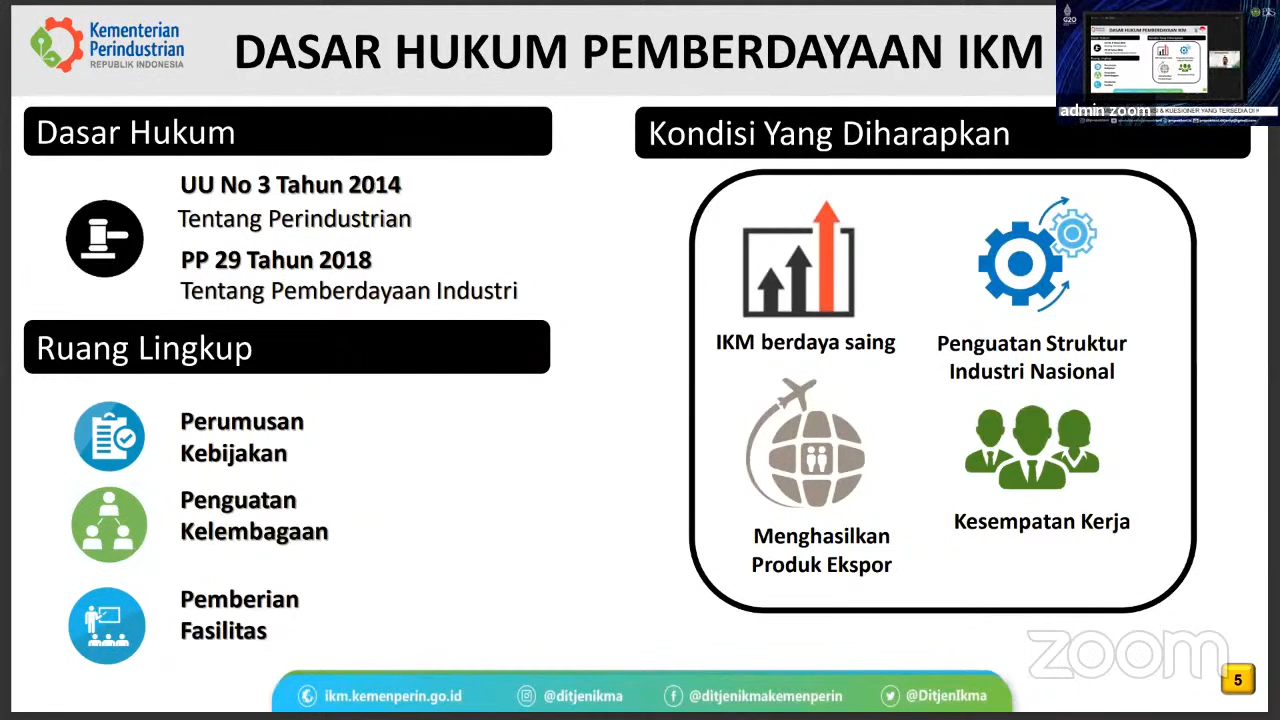 Kementerian
Perindustrian
REPUBLIK INDONESIA
DASAR HUKUM PEMBERDAYAAN IKM
G20
admin zoom
Dasar Hukum
UU No 3 Tahun 2014
Tentang Perindustrian
PP 29 Tahun 2018
Tentang Pemberdayaan Industri
Ruang Lingkup
Perumusan
Kebijakan
Penguatan
Kelembagaan
Pemberian
Fasilitas
Kondisi Yang Diharapkan
IKM berdaya saing
Penguatan Struktur
Industri Nasional
Menghasilkan
Produk Ekspor
Kesempatan Kerja
zoom
ikm.kemenperin.go.id
@ditjenikma
@ditjenikmakemenperin
@DitjenIkma
5